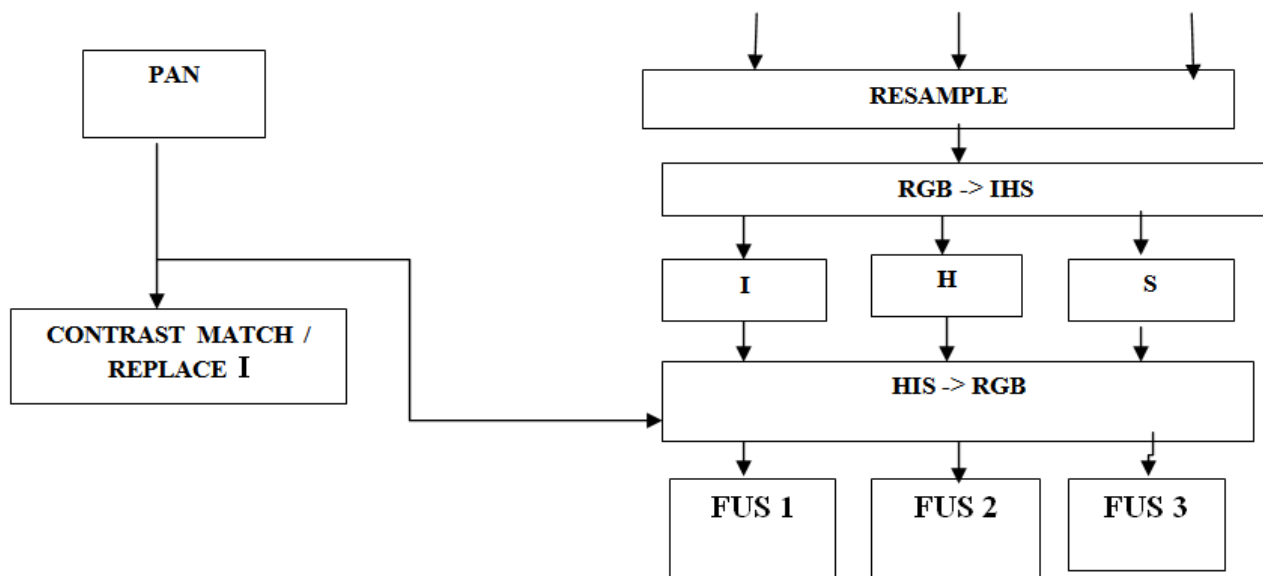 PAN
RESAMPLE
RGB -> IHS
I
H
S
CONTRAST MATCH /
REPLACE I
HIS -> RGB
FUS 1
FUS 2
FUS 3